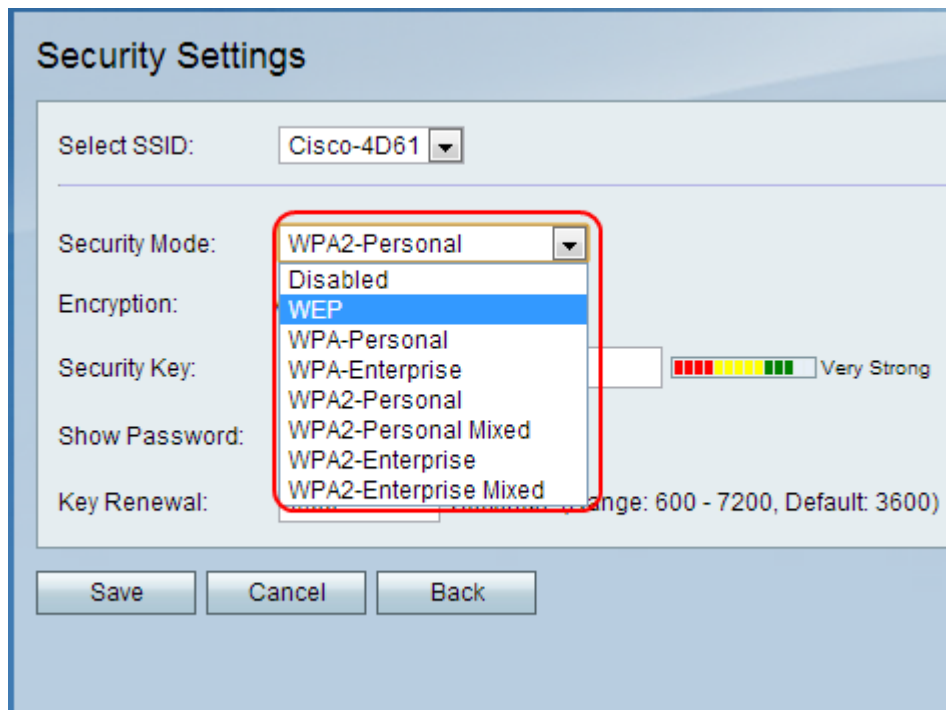 Security Settings
Select SSID: Cisco-4D61
Security Mode: WPA2-Personal
Disabled
Encryption:
WEP
WPA-Personal
Security Key: WPA-Enterprise Very Strong
WPA2-Personal
Show Password: WPA2-Personal Mixed
WPA2-Enterprise
Key Renewal: WPA2-Enterprise Mixed ange: 600 - 7200, Default: 3600)
Save Cancel Back